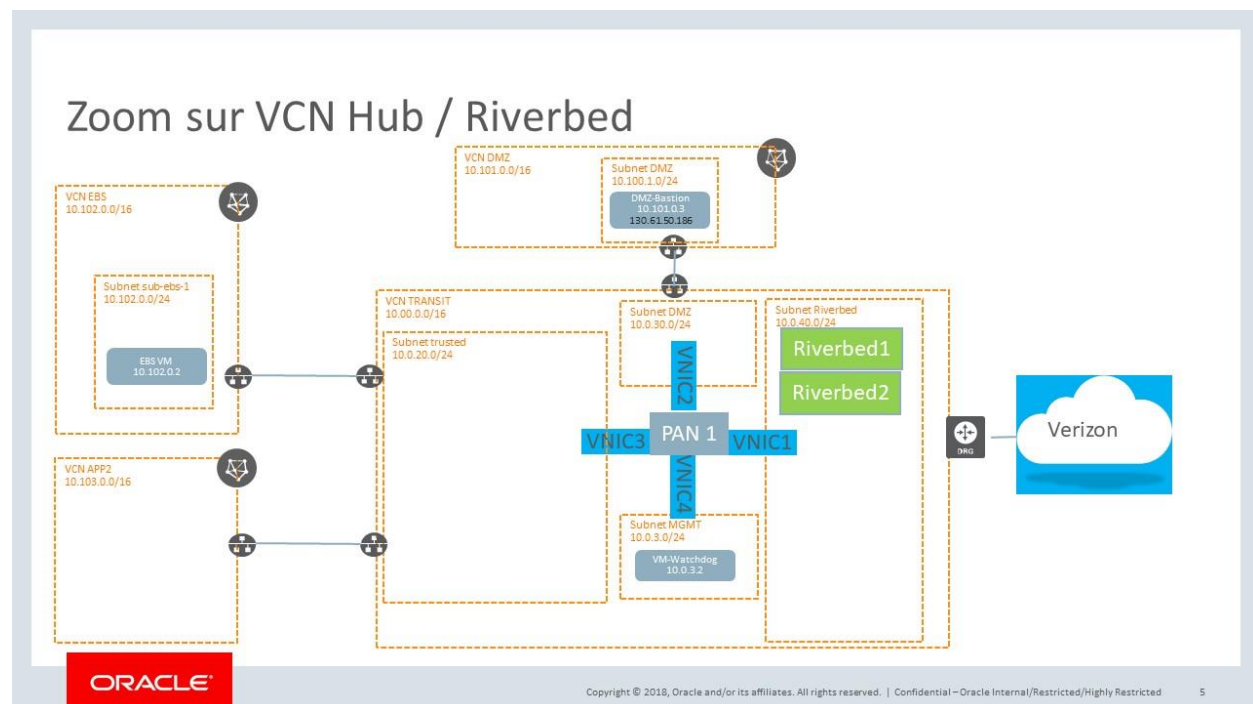 Zoom sur VCN Hub / Riverbed
VCN DMZ
10.101.0.0/16
Subnet DMZ
10.100.1.0/24
DMZ-Bastion
10.101.0.3
130.61.50.186
VCN EBS
10.102.0.0/16
Subnet sub-ebs-1
10.102.0.0/24
EBS VM
10.102.0.2
VCN TRANSIT
10.00.0.0/16
Subnet trusted
10.0.20.0/24
Subnet DMZ
10.0.30.0/24
Subnet Riverbed
10.0.40.0/24
Riverbed1
Riverbed2
VNIC2
VNIC3
PAN 1
VNIC1
VNIC4
DRG
Verizon
VCN APP2
10.103.0.0/16
Subnet MGMT
10.0.3.0/24
VM-Watchdog
10.0.3.2
ORACLE®
Copyright © 2018, Oracle and/or its affiliates. All rights reserved. | Confidential – Oracle Internal/Restricted/Highly Restricted 5